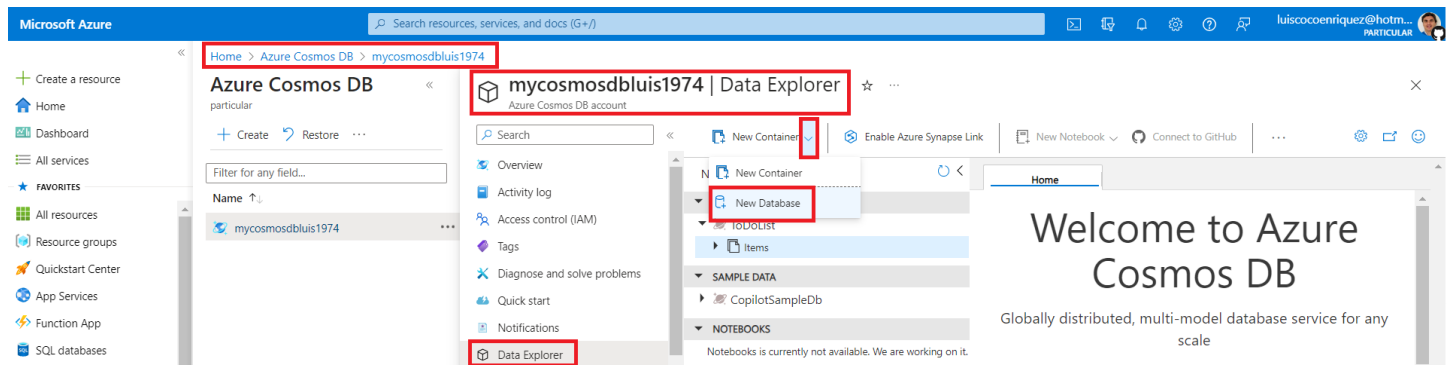 Microsoft Azure
Search resources, services, and docs (G+/)
luiscocoenriquez@hotm...
PARTICULAR
Create a resource
Home
Dashboard
All services
FAVORITES
All resources
Resource groups
Quickstart Center
App Services
Function App
SQL databases
Home > Azure Cosmos DB > mycosmosdbluis1974
Azure Cosmos DB
particular
Create Restore ...
Filter for any field...
Name ↑↓
mycosmosdbluis1974 ...
mycosmosdbluis1974 | Data Explorer ...
Azure Cosmos DB account
Search
Overview
Activity log
Access control (IAM)
Tags
Diagnose and solve problems
Quick start
Notifications
Data Explorer
New Container Enable Azure Synapse Link New Notebook Connect to GitHub ...
N
New Container
New Database
ToDoList
Items
SAMPLE DATA
CopilotSampleDb
NOTEBOOKS
Notebooks is currently not available. We are working on it.
Home
Welcome to Azure
Cosmos DB
Globally distributed, multi-model database service for any
scale